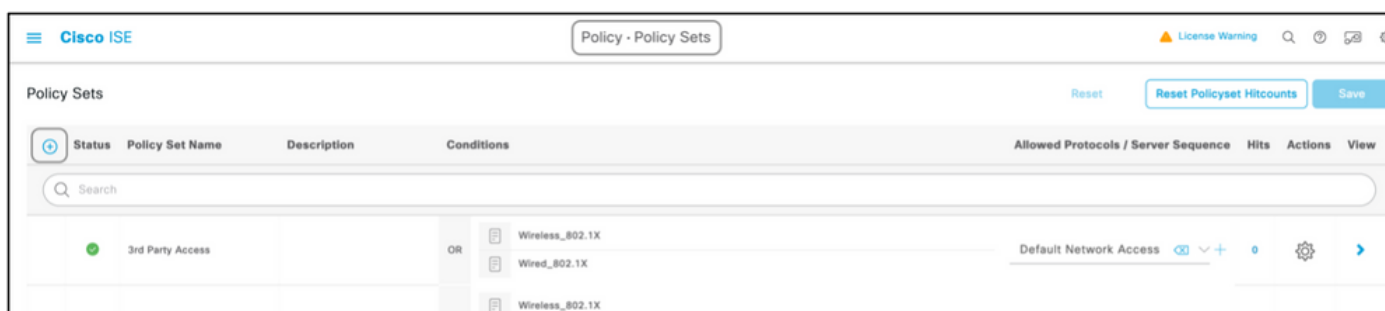 Cisco ISE Policy · Policy Sets License Warning
Policy Sets Reset Reset Policyset Hitcounts Save
Status Policy Set Name Description Conditions Allowed Protocols / Server Sequence Hits Actions View
Search
Wireless_802.1X
3rd Party Access OR Default Network Access 0
Wired_802.1X
Wireless_802.1X